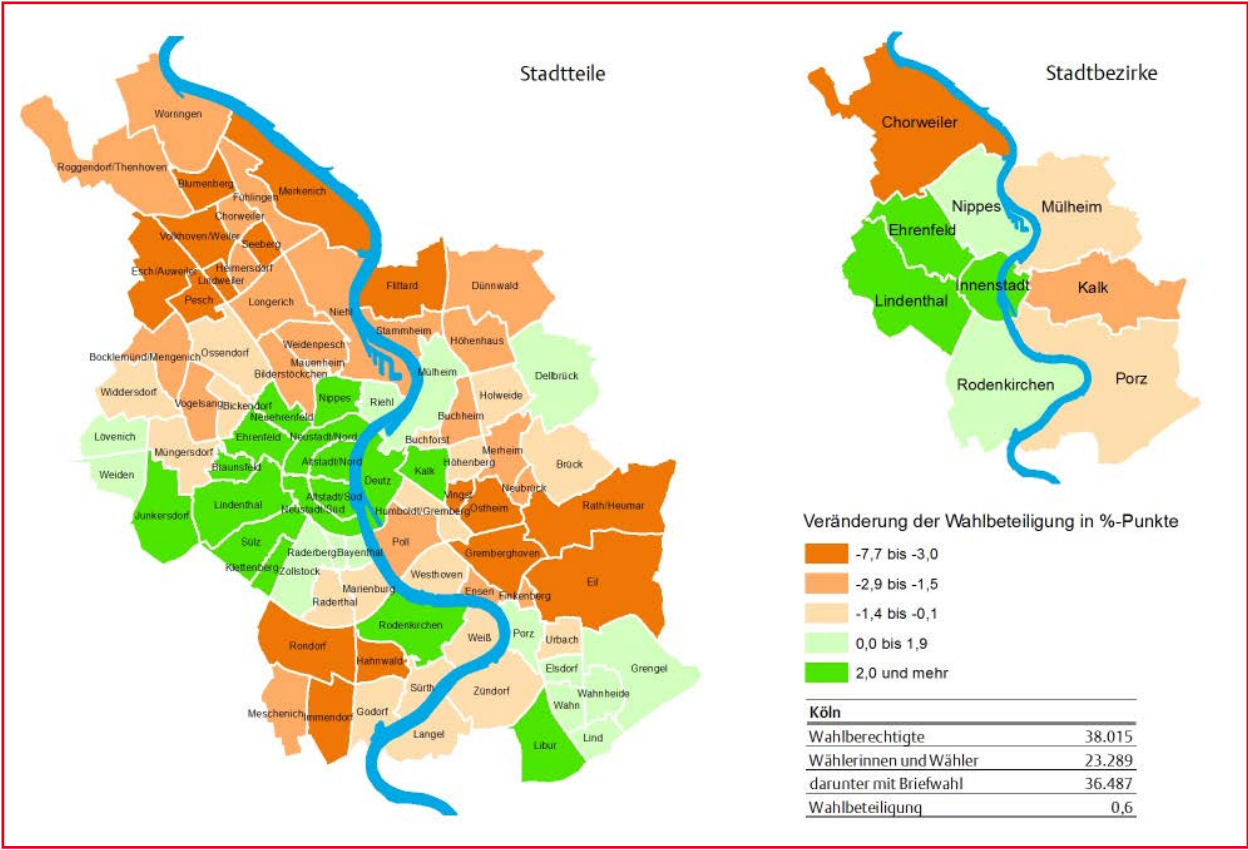 Stadtteile
Worringen
Roggendorf/Thenhoven
Blumenberg
Fühlingen
Merkenich
Chorweiler
Volkhoven/Weiler
Seeberg
Heimersdorf
Esch/Auweiler
Lindweiler
Pesch
Longerich
Niehl
Flittard
Dünnwald
Stammheim
Höhenhaus
Weidenpesch
Mauenheim
Ossendorf
Bocklemünd/Mengenich
Bilderstöckchen
Mülheim
Dellbrück
Widdersdorf
Vogelsang
Bickendorf
Nippes
Riehl
Holweide
Neuehrenfeld
Buchheim
Lövenich
Ehrenfeld
Neustadt/Nord
Buchforst
Merheim
Müngersdorf
Altstadt/Nord
Höhenberg
Brück
Weiden
Braunsfeld
Kalk
Deutz
Neubrück
Vingst
Lindenthal
Altstadt/Süd
Neustadt/Süd
Humboldt/Gremberg
Ostheim
Rath/Heumar
Junkersdorf
Sülz
Raderberg
Bayenthal
Poll
Gremberghoven
Klettenberg
Zollstock
Westhoven
Eil
Marienburg
Raderthal
Ensen
Finkenberg
Rodenkirchen
Weiß
Porz
Urbach
Rondorf
Hahnwald
Elsdorf
Grengel
Sürth
Zündorf
Wahnheide
Wahn
Meschenich
Immendorf
Godorf
Langel
Libur
Lind
Stadtbezirke
Chorweiler
Nippes
Mülheim
Ehrenfeld
Innenstadt
Kalk
Lindenthal
Rodenkirchen
Porz
Veränderung der Wahlbeteiligung in %-Punkte
-7,7 bis -3,0
-2,9 bis -1,5
-1,4 bis -0,1
0,0 bis 1,9
2,0 und mehr
Köln
Wahlberechtigte 38.015
Wählerinnen und Wähler 23.289
darunter mit Briefwahl 36.487
Wahlbeteiligung 0,6